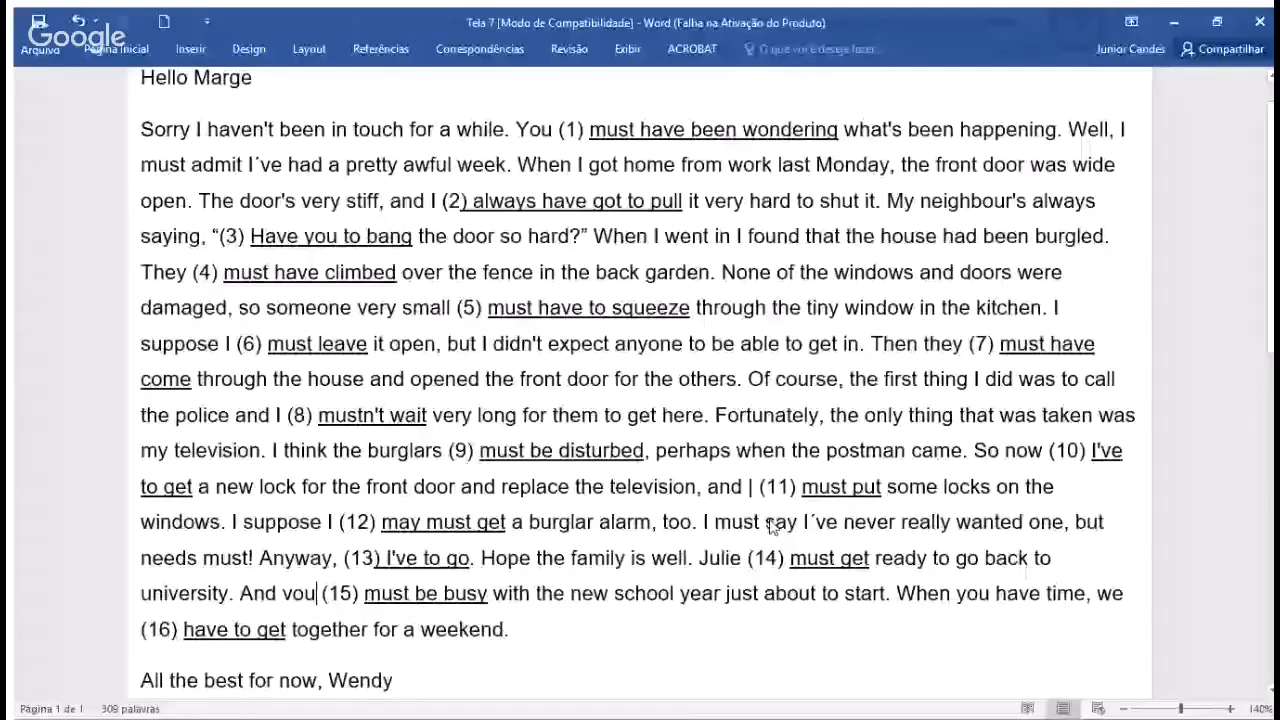 Tela 7 [Modo de Compatibilidade] - Word (Falha na Ativação do Produto)
Google
Arquivo Página Inicial Inserir Design Layout Referências Correspondências Revisão Exibir ACROBAT O que você deseja fazer... Junior Candes Compartilhar
Hello Marge
Sorry I haven't been in touch for a while. You (1) must have been wondering what's been happening. Well, I
must admit I´ve had a pretty awful week. When I got home from work last Monday, the front door was wide
open. The door's very stiff, and I (2) always have got to pull it very hard to shut it. My neighbour's always
saying, “(3) Have you to bang the door so hard?” When I went in I found that the house had been burgled.
They (4) must have climbed over the fence in the back garden. None of the windows and doors were
damaged, so someone very small (5) must have to squeeze through the tiny window in the kitchen. I
suppose I (6) must leave it open, but I didn't expect anyone to be able to get in. Then they (7) must have
come through the house and opened the front door for the others. Of course, the first thing I did was to call
the police and I (8) mustn't wait very long for them to get here. Fortunately, the only thing that was taken was
my television. I think the burglars (9) must be disturbed, perhaps when the postman came. So now (10) I've
to get a new lock for the front door and replace the television, and I (11) must put some locks on the
windows. I suppose I (12) may must get a burglar alarm, too. I must say I´ve never really wanted one, but
needs must! Anyway, (13) I've to go. Hope the family is well. Julie (14) must get ready to go back to
university. And you (15) must be busy with the new school year just about to start. When you have time, we
(16) have to get together for a weekend.
All the best for now, Wendy
Página 1 de 1 309 palavras 140%